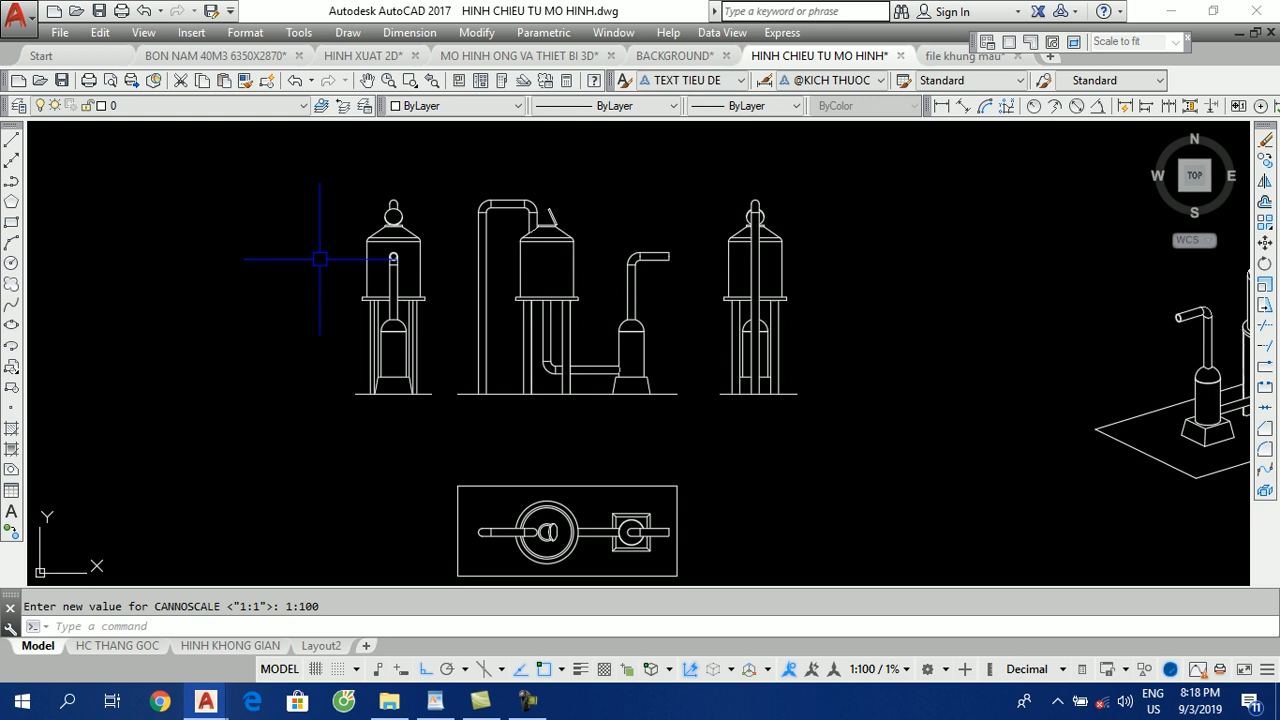 Autodesk AutoCAD 2017 HINH CHIEU TU MO HINH.dwg
Type a keyword or phrase
Sign In
File Edit View Insert Format Tools Draw Dimension Modify Parametric Window Help Data View Express
Scale to fit
Start
BON NAM 40M3 6350X2870*
HINH XUAT 2D*
MO HINH ONG VA THIET BI 3D*
BACKGROUND*
HINH CHIEU TU MO HINH*
file khung mau*
TEXT TIEU DE
@KICH THUOC
Standard
Standard
0
ByLayer
ByLayer
ByLayer
ByColor
N
W TOP E
S
WCS
Y
X
Enter new value for CANNOSCALE <"1:1">: 1:100
Type a command
Model HC THANG GOC HINH KHONG GIAN Layout2
MODEL
1:100 / 1%
Decimal
ENG
US
8:18 PM
9/3/2019
11